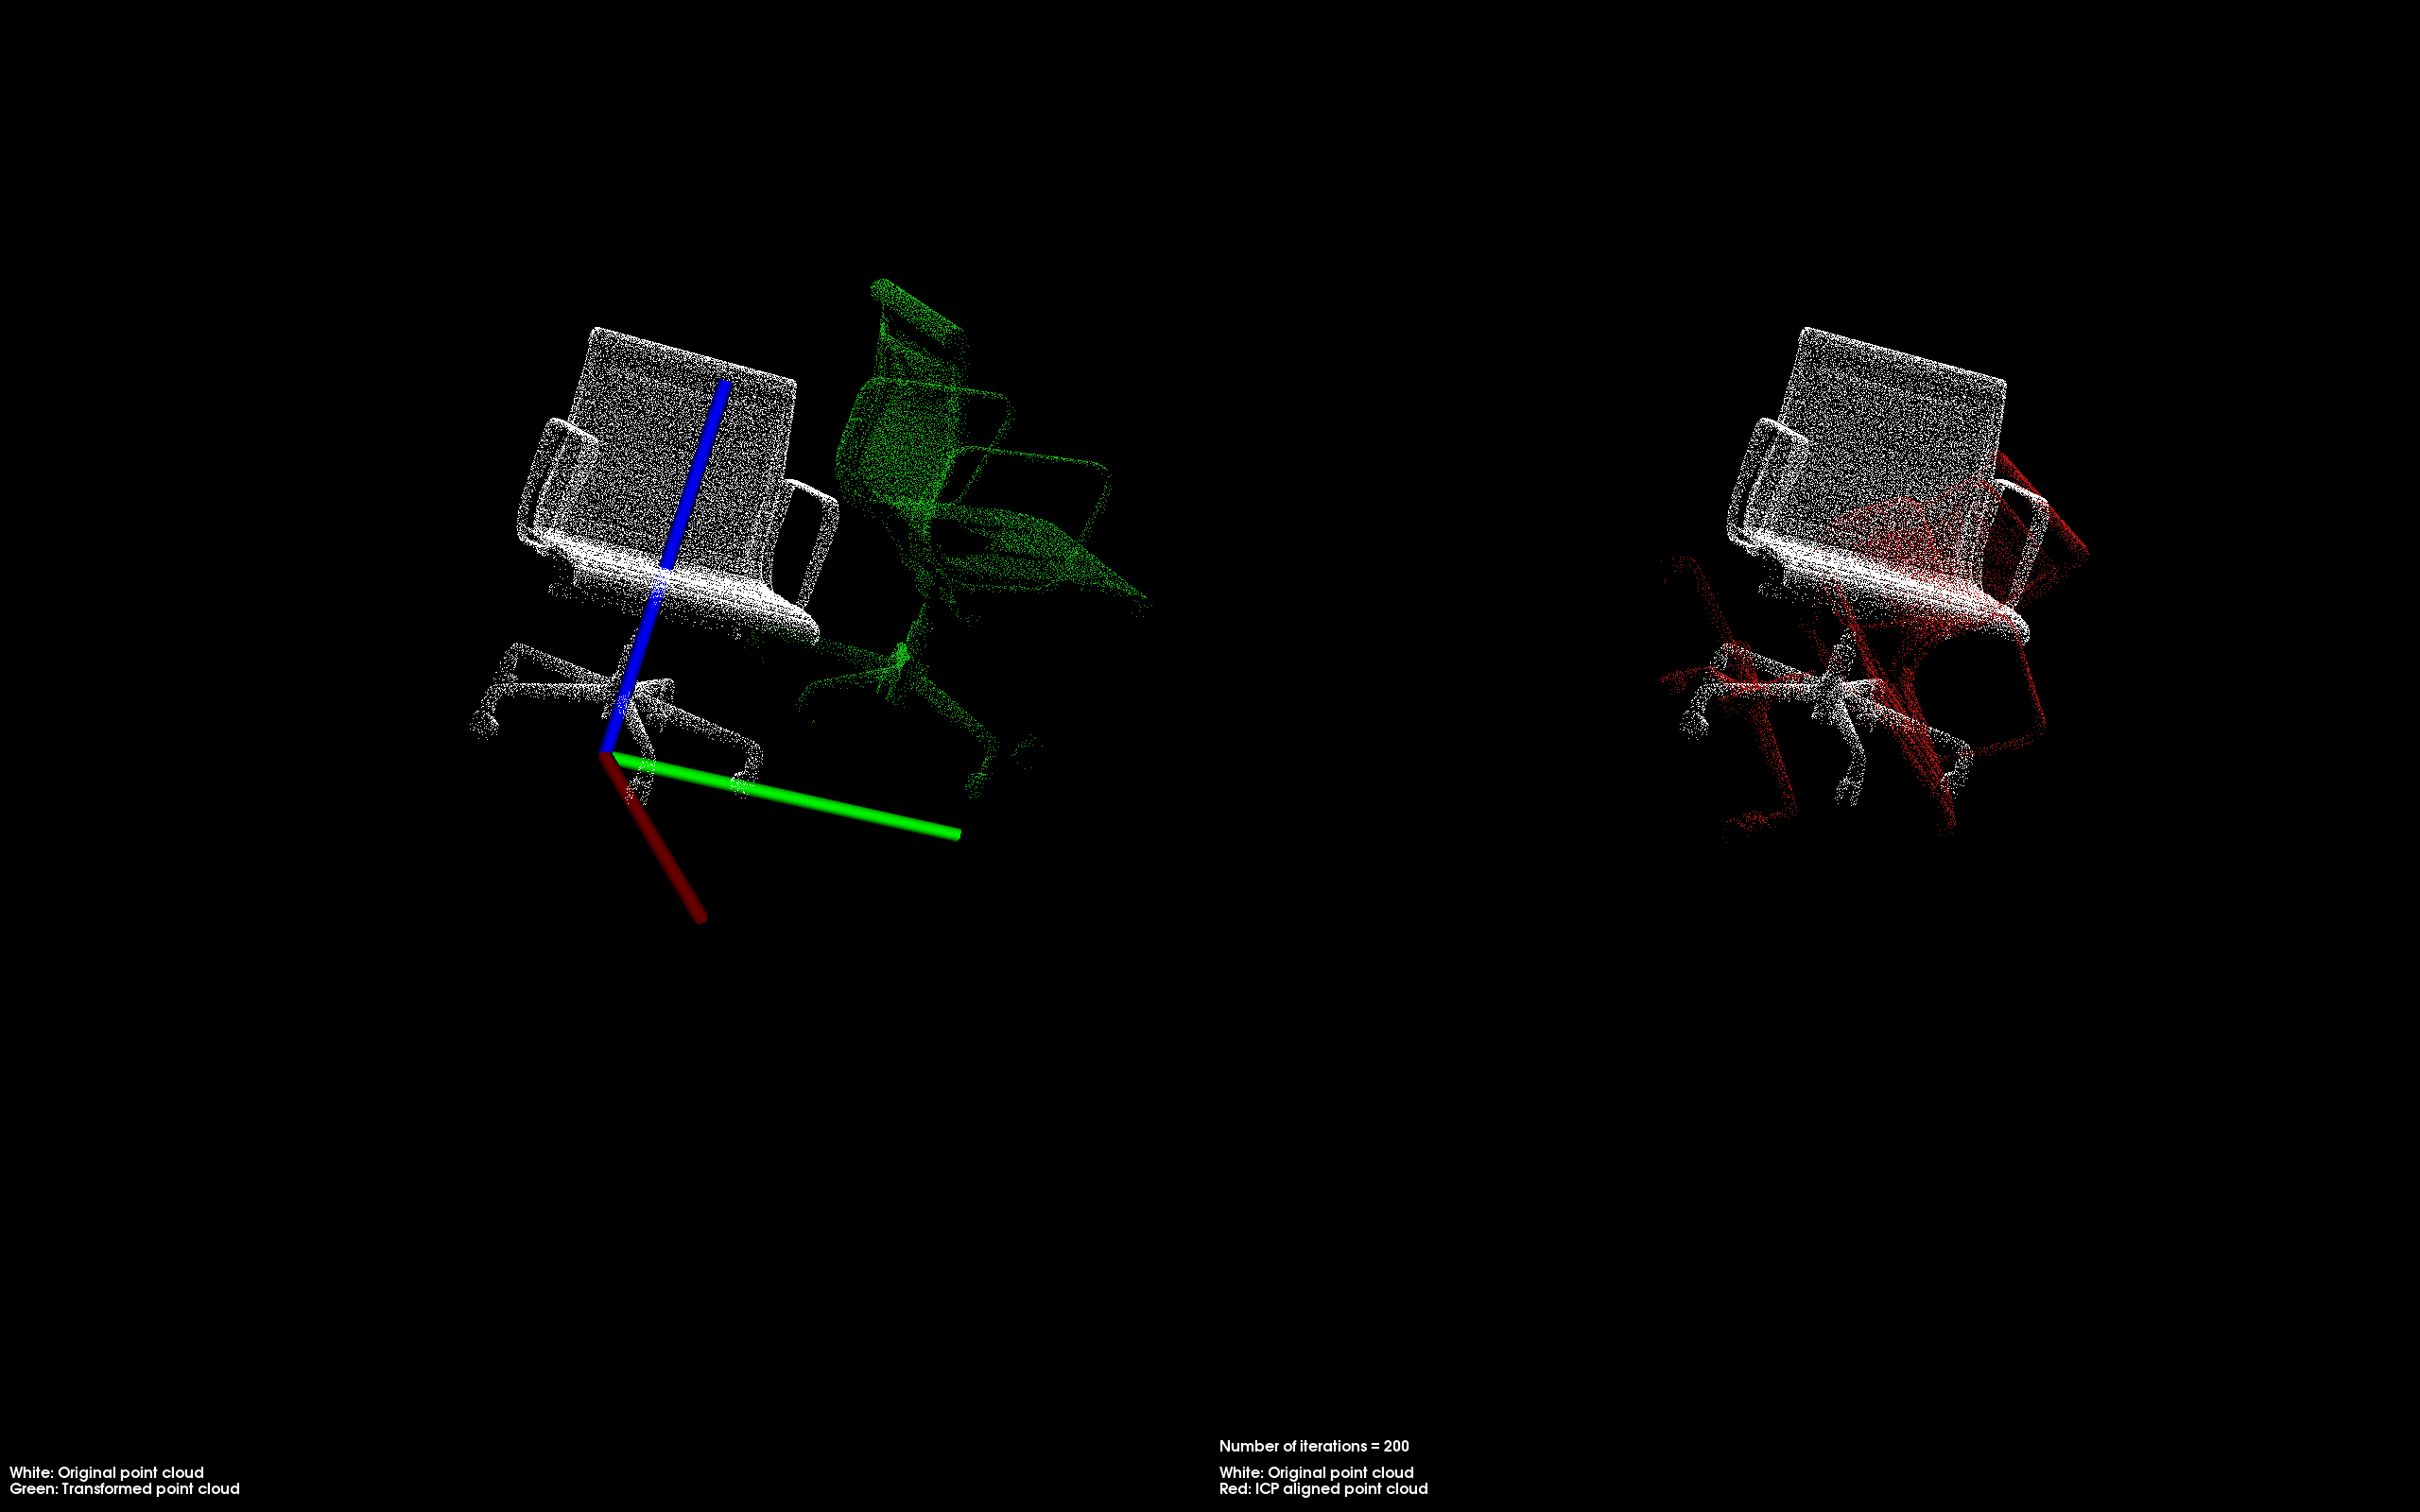 White: Original point cloud
Green: Transformed point cloud
Number of iterations = 200
White: Original point cloud
Red: ICP aligned point cloud